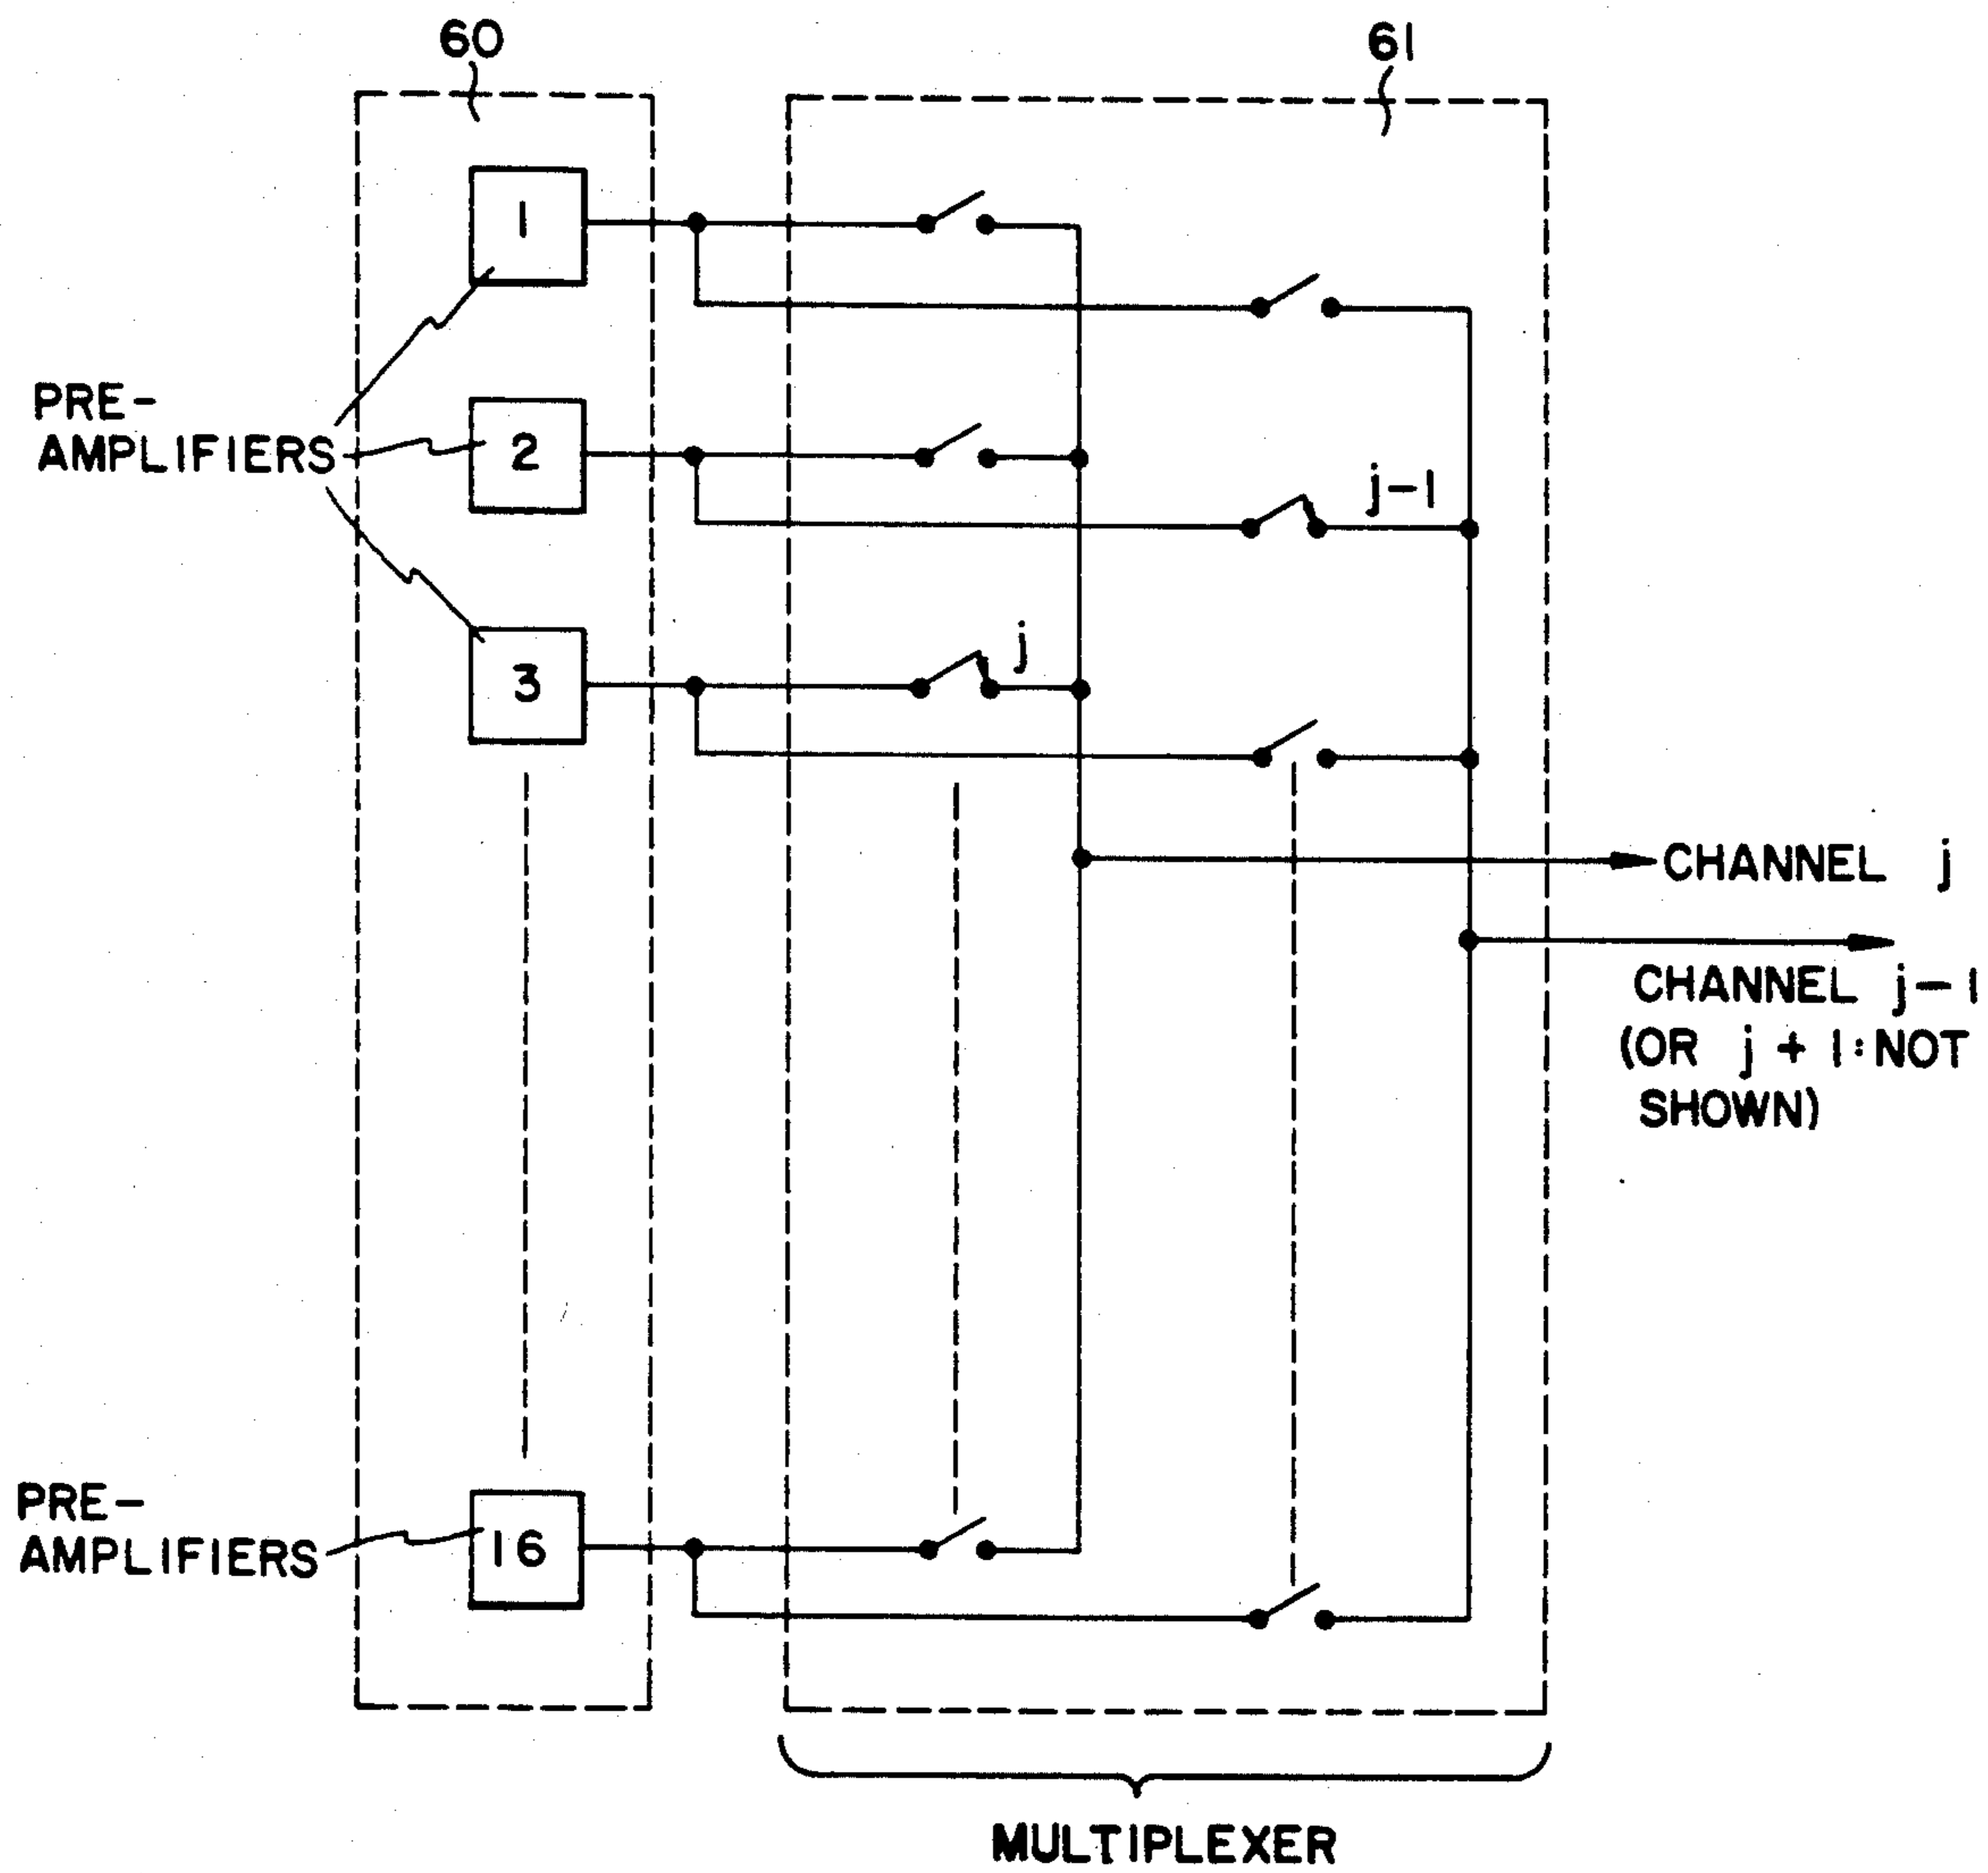 60
61
1
PRE-
AMPLIFIERS
2
j-1
3
j
CHANNEL j
CHANNEL j-1
(OR j + 1: NOT
SHOWN)
PRE-
AMPLIFIERS
16
MULTIPLEXER